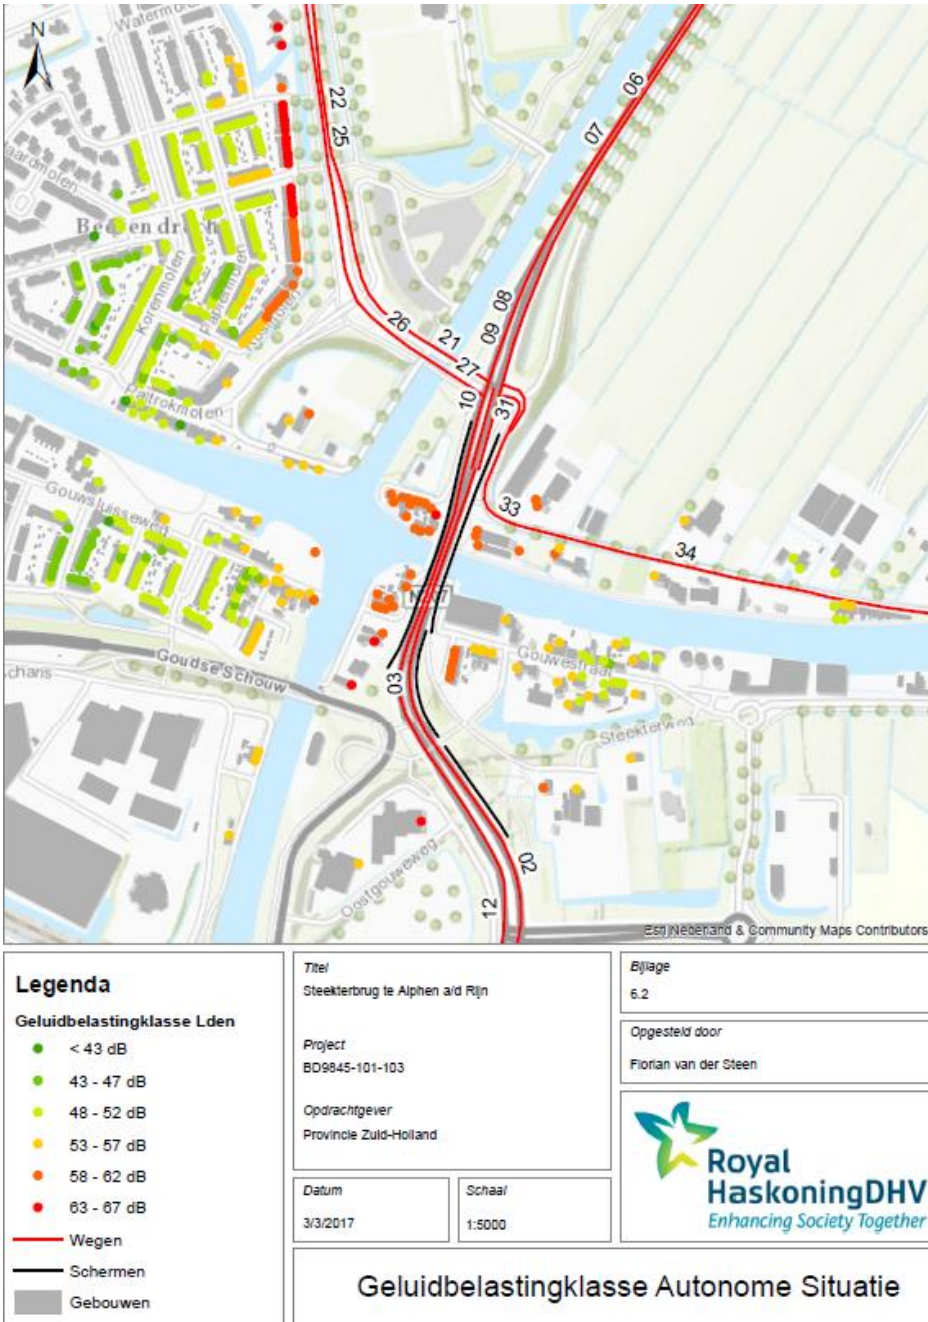 N
Watermo
22
25
06
07
aardmolen
Korenmolen
08
09
26
21
27
10
31
Paltrokmolen
Gouwsluisseweg
33
34
Goudse Schouw
schans
03
Gouwestraat
Steekterweg
02
12
Oostgouweweg
Esri Nederland & Community Maps Contributors
Legenda
Geluidbelastingklasse Lden
< 43 dB
43 - 47 dB
48 - 52 dB
53 - 57 dB
58 - 62 dB
63 - 67 dB
Wegen
Schermen
Gebouwen
Titel
Steekterbrug te Alphen a/d Rijn
Project
BD9845-101-103
Opdrachtgever
Provincie Zuid-Holland
Datum
3/3/2017
Schaal
1:5000
Bijlage
6.2
Opgesteld door
Florian van der Steen
Royal
HaskoningDHV
Enhancing Society Together
Geluidbelastingklasse Autonome Situatie